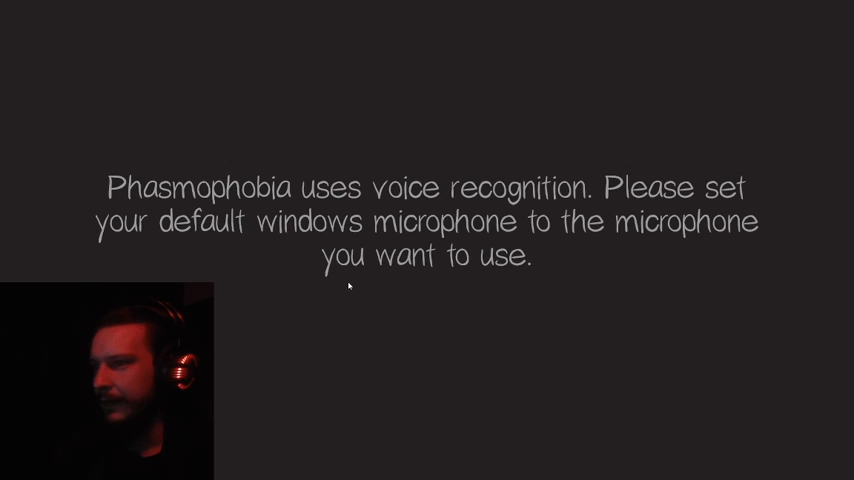 Phasmophobia uses voice recognition. Please set
your default windows microphone to the microphone
you want to use.